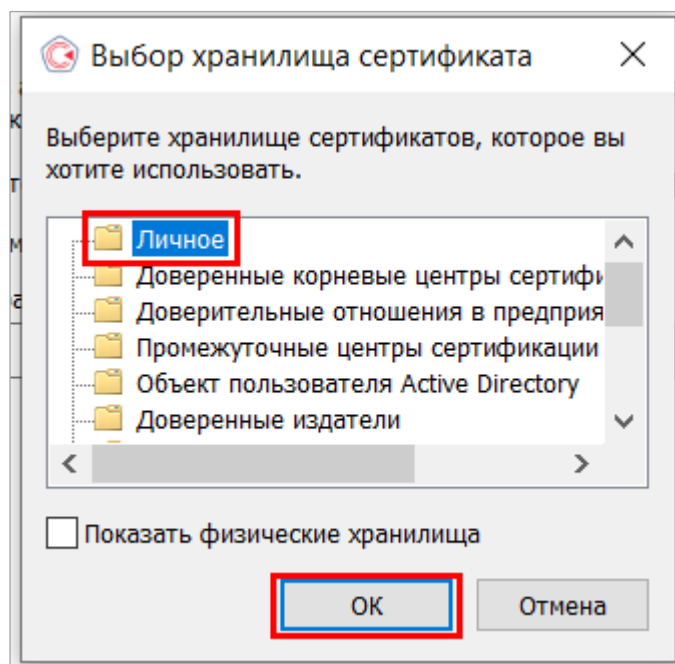 Выбор хранилища сертификата
Выберите хранилище сертификатов, которое вы
хотите использовать.
Личное
Доверенные корневые центры сертифи
Доверительные отношения в предприя
Промежуточные центры сертификации
Объект пользователя Active Directory
Доверенные издатели
Показать физические хранилища
ОК
Отмена